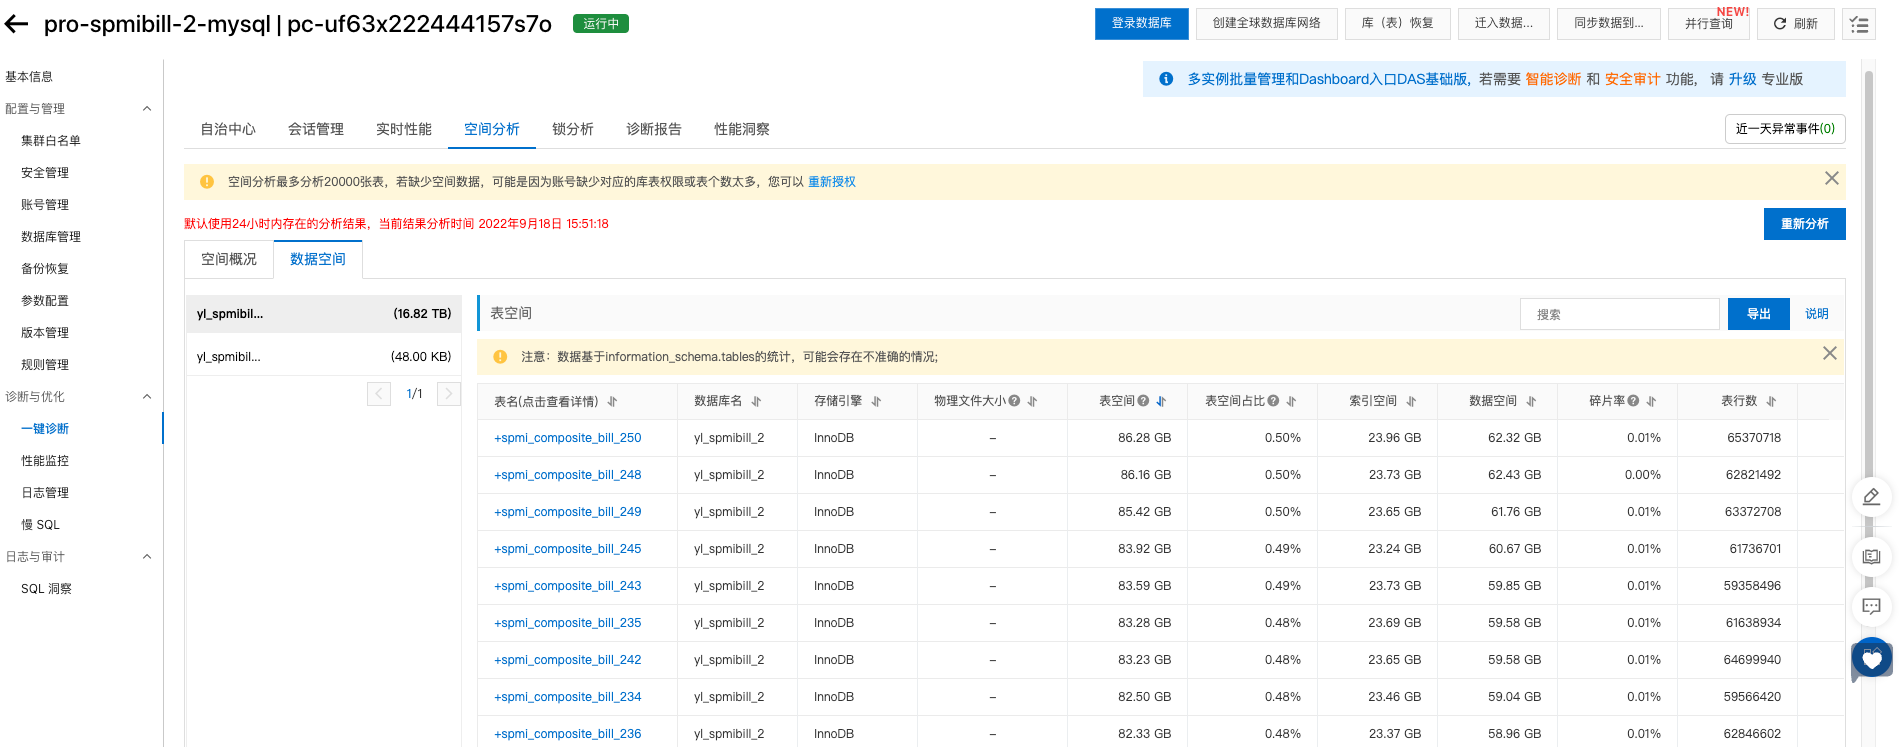 pro-spmibill-2-mysql | pc-uf63x222444157s7o 运行中 登录数据库 创建全球数据库网络 库（表）恢复 迁入数据... 同步数据到... 并行查询 NEW! 刷新
多实例批量管理和Dashboard入口DAS基础版，若需要 智能诊断 和 安全审计 功能， 请 升级 专业版
基本信息
配置与管理
集群白名单
安全管理
账号管理
数据库管理
备份恢复
参数配置
版本管理
规则管理
诊断与优化
一键诊断
性能监控
日志管理
慢 SQL
日志与审计
SQL 洞察
自治中心 会话管理 实时性能 空间分析 锁分析 诊断报告 性能洞察 近一天异常事件(0)
空间分析最多分析20000张表，若缺少空间数据，可能是因为账号缺少对应的库表权限或表个数太多，您可以 重新授权
默认使用24小时内存在的分析结果，当前结果分析时间 2022年9月18日 15:51:18 重新分析
空间概况 数据空间
yl_spmibil... (16.82 TB)
yl_spmibil... (48.00 KB)
1/1
表空间 搜索 导出 说明
注意：数据基于information_schema.tables的统计，可能会存在不准确的情况;
表名(点击查看详情) 数据库名 存储引擎 物理文件大小 表空间 表空间占比 索引空间 数据空间 碎片率 表行数
+spmi_composite_bill_250 yl_spmibill_2 InnoDB – 86.28 GB 0.50% 23.96 GB 62.32 GB 0.01% 65370718
+spmi_composite_bill_248 yl_spmibill_2 InnoDB – 86.16 GB 0.50% 23.73 GB 62.43 GB 0.00% 62821492
+spmi_composite_bill_249 yl_spmibill_2 InnoDB – 85.42 GB 0.50% 23.65 GB 61.76 GB 0.01% 63372708
+spmi_composite_bill_245 yl_spmibill_2 InnoDB – 83.92 GB 0.49% 23.24 GB 60.67 GB 0.01% 61736701
+spmi_composite_bill_243 yl_spmibill_2 InnoDB – 83.59 GB 0.49% 23.73 GB 59.85 GB 0.01% 59358496
+spmi_composite_bill_235 yl_spmibill_2 InnoDB – 83.28 GB 0.48% 23.69 GB 59.58 GB 0.01% 61638934
+spmi_composite_bill_242 yl_spmibill_2 InnoDB – 83.23 GB 0.48% 23.65 GB 59.58 GB 0.01% 64699940
+spmi_composite_bill_234 yl_spmibill_2 InnoDB – 82.50 GB 0.48% 23.46 GB 59.04 GB 0.01% 59566420
+spmi_composite_bill_236 yl_spmibill_2 InnoDB – 82.33 GB 0.48% 23.37 GB 58.96 GB 0.01% 62846602